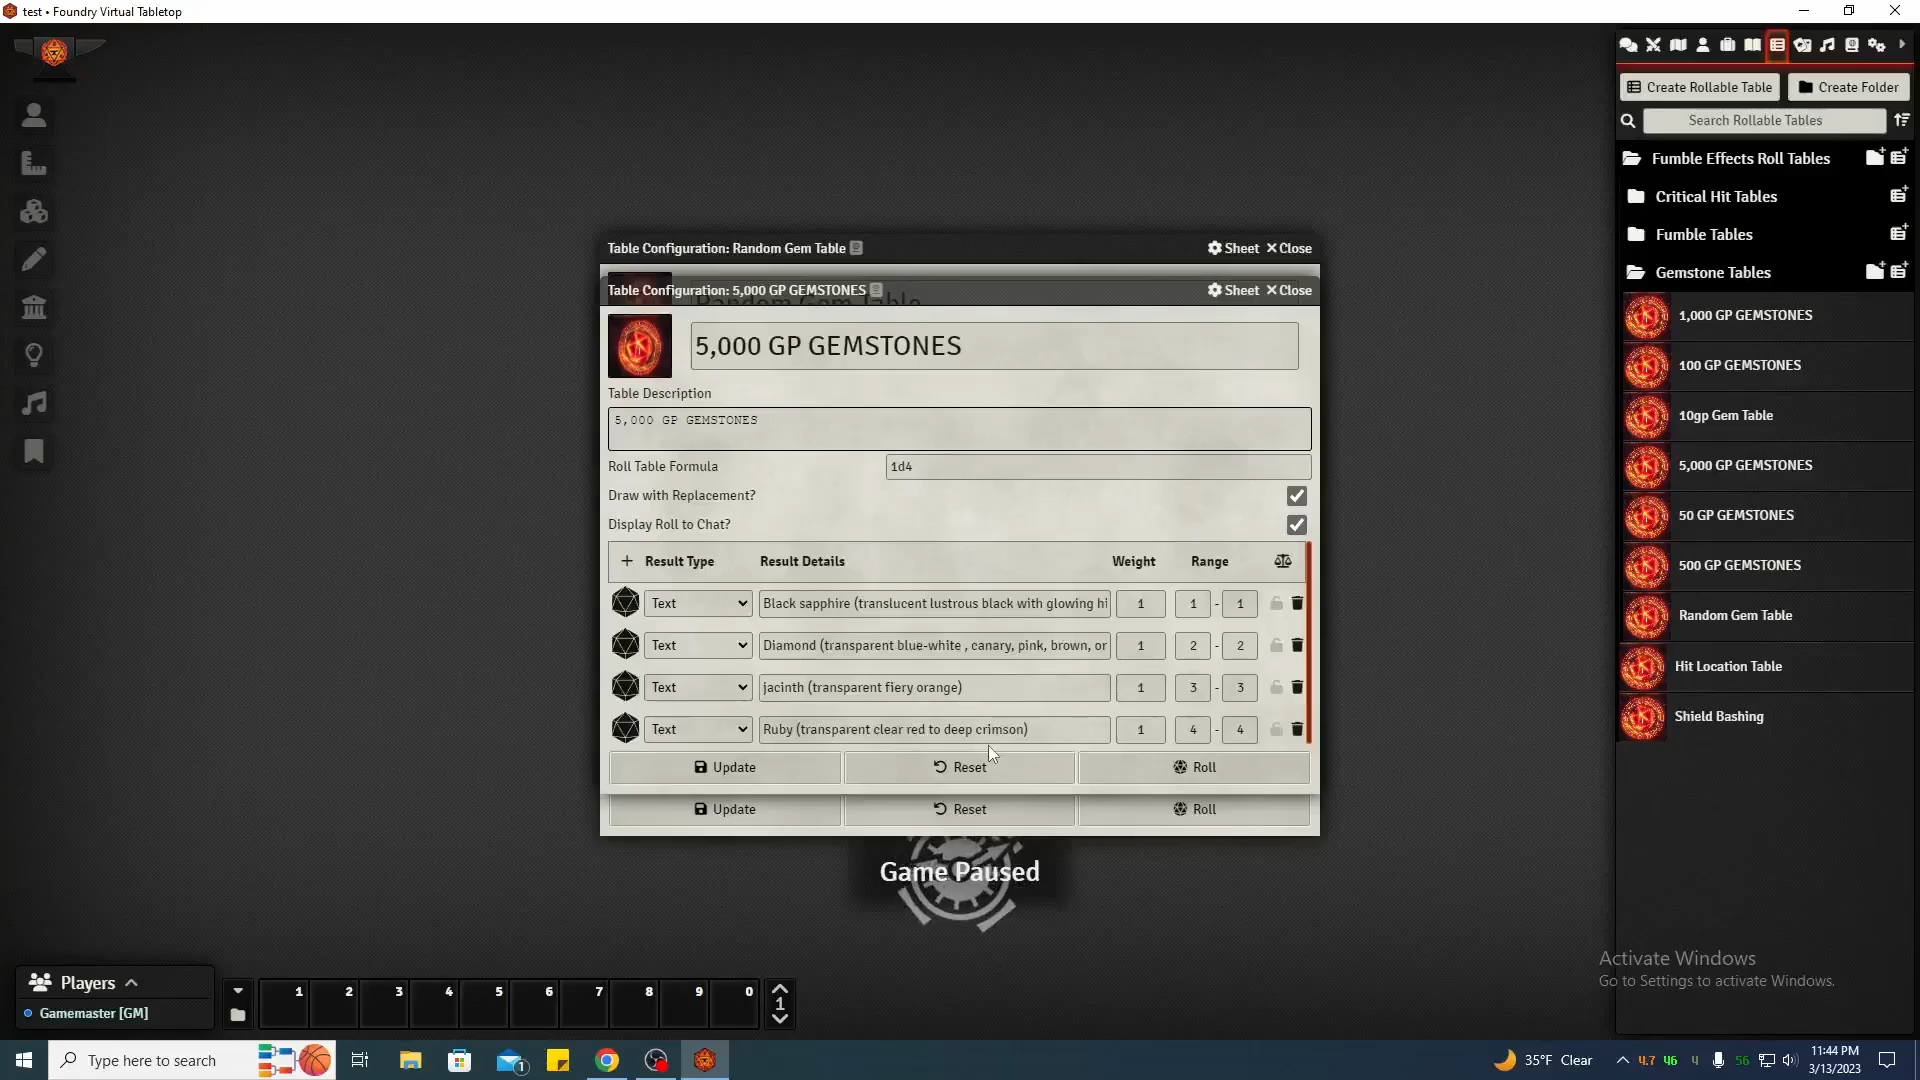 test • Foundry Virtual Tabletop
Create Rollable Table
Create Folder
Search Rollable Tables
Fumble Effects Roll Tables
Critical Hit Tables
Fumble Tables
Gemstone Tables
1,000 GP GEMSTONES
100 GP GEMSTONES
10gp Gem Table
5,000 GP GEMSTONES
50 GP GEMSTONES
500 GP GEMSTONES
Random Gem Table
Hit Location Table
Shield Bashing
Table Configuration: Random Gem Table
Sheet
Close
Random Gem Table
Table Configuration: 5,000 GP GEMSTONES
Sheet
Close
5,000 GP GEMSTONES
Table Description
5,000 GP GEMSTONES
Roll Table Formula
1d4
Draw with Replacement?
Display Roll to Chat?
+ Result Type Result Details Weight Range
Text Black sapphire (translucent lustrous black with glowing hi 1 1 - 1
Text Diamond (transparent blue-white , canary, pink, brown, or 1 2 - 2
Text jacinth (transparent fiery orange) 1 3 - 3
Text Ruby (transparent clear red to deep crimson) 1 4 - 4
Update Reset Roll
Update Reset Roll
Game Paused
Activate Windows
Go to Settings to activate Windows.
Players
Gamemaster [GM]
1 2 3 4 5 6 7 8 9 0
1
Type here to search
1
35°F Clear
4.7 46 4 56
11:44 PM
3/13/2023